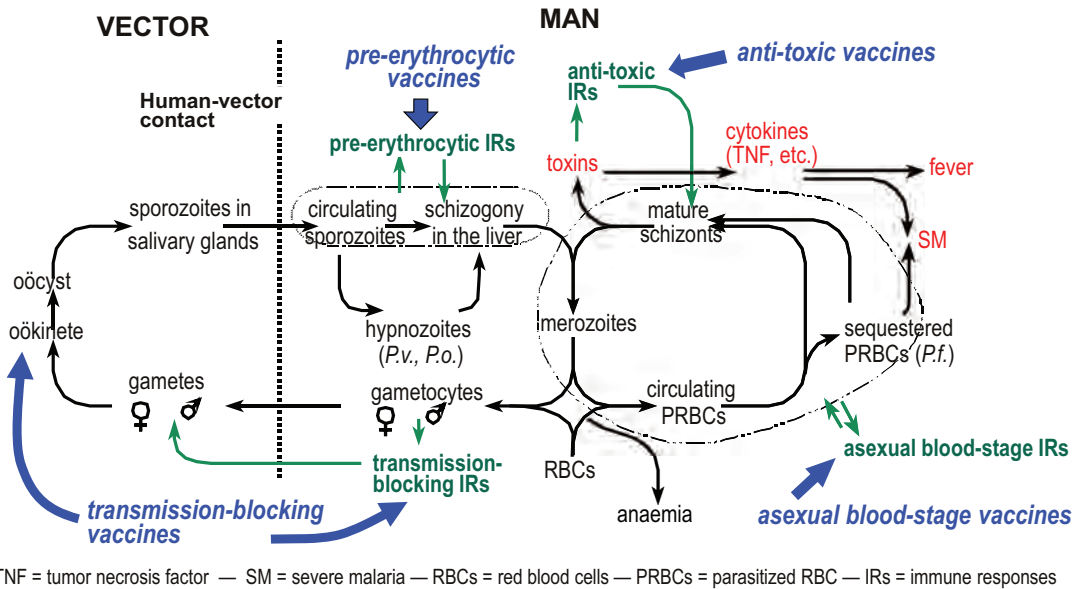 VECTOR
MAN
pre-erythrocytic
vaccines
anti-toxic vaccines
anti-toxic
IRs
Human-vector
contact
cytokines
(TNF, etc.)
pre-erythrocytic IRs
toxins
fever
sporozoites in
salivary glands
circulating
sporozoites
schizogony
in the liver
mature
schizonts
SM
oöcyst
oökinete
hypnozoites
(P.v., P.o.)
merozoites
sequestered
PRBCs (P.f.)
gametes
♀ ♂
gametocytes
♀ ♂
circulating
PRBCs
transmission-
blocking IRs
RBCs
asexual blood-stage IRs
anaemia
transmission-blocking
vaccines
asexual blood-stage vaccines
TNF = tumor necrosis factor — SM = severe malaria — RBCs = red blood cells — PRBCs = parasitized RBC — IRs = immune responses